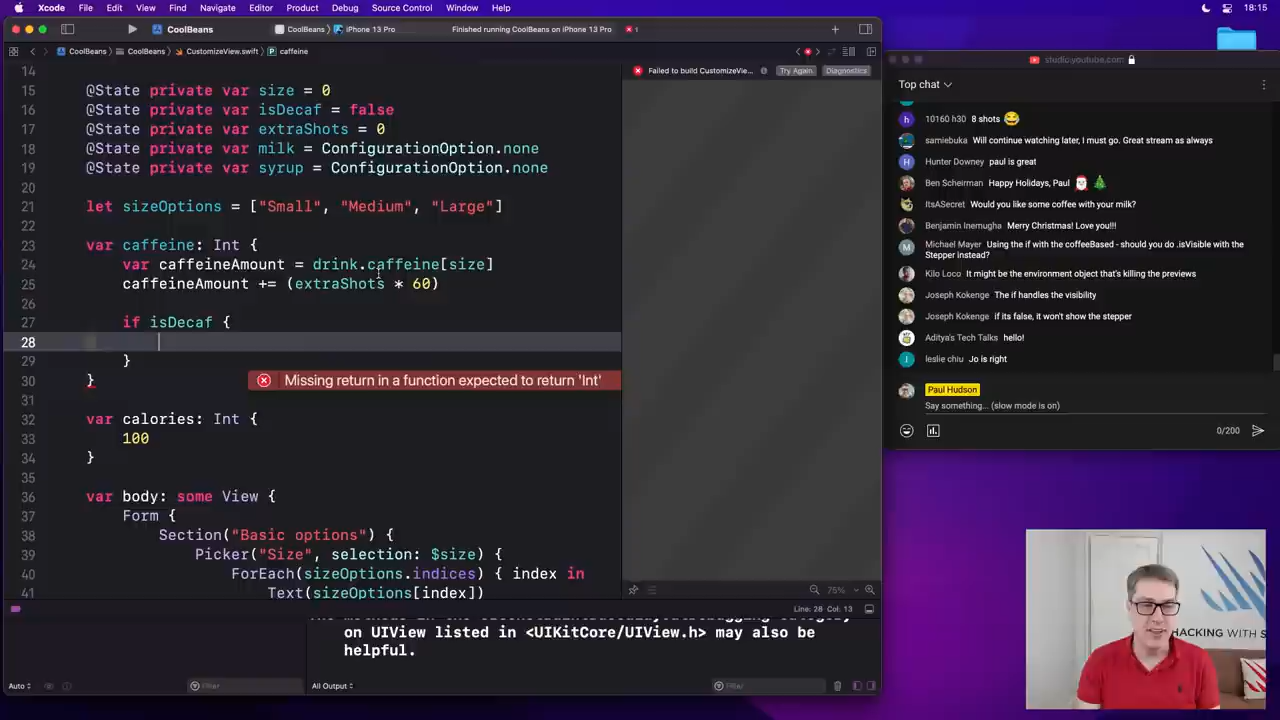 Xcode File Edit View Find Navigate Editor Product Debug Source Control Window Help 18:15
CoolBeans CoolBeans iPhone 13 Pro Finished running CoolBeans on iPhone 13 Pro 1
CoolBeans CoolBeans CustomizeView.swift P caffeine
14
15 @State private var size = 0
16 @State private var isDecaf = false
17 @State private var extraShots = 0
18 @State private var milk = ConfigurationOption.none
19 @State private var syrup = ConfigurationOption.none
20
21 let sizeOptions = ["Small", "Medium", "Large"]
22
23 var caffeine: Int {
24 var caffeineAmount = drink.caffeine[size]
25 caffeineAmount += (extraShots * 60)
26
27 if isDecaf {
28
29 }
30 } Missing return in a function expected to return 'Int'
31
32 var calories: Int {
33 100
34 }
35
36 var body: some View {
37 Form {
38 Section("Basic options") {
39 Picker("Size", selection: $size) {
40 ForEach(sizeOptions.indices) { index in
41 Text(sizeOptions[index])
Line: 28 Col: 13
on UIView listed in <UIKitCore/UIView.h> may also be
helpful.
Auto Filter All Output Filter
Failed to build CustomizeVie... Try Again Diagnostics
75%
studio.youtube.com
Top chat
10160 h30 8 shots
samiebuka Will continue watching later, I must go. Great stream as always
Hunter Downey paul is great
Ben Scheirman Happy Holidays, Paul
ItsASecret Would you like some coffee with your milk?
Benjamin Inemugha Merry Christmas! Love you!!!
Michael Mayer Using the if with the coffeeBased - should you do .isVisible with the
Stepper instead?
Kilo Loco It might be the environment object that's killing the previews
Joseph Kokenge The if handles the visibility
Joseph Kokenge if its false, it won't show the stepper
Aditya's Tech Talks hello!
leslie chiu Jo is right
Paul Hudson
Say something... (slow mode is on)
0/200
HACKING WITH S